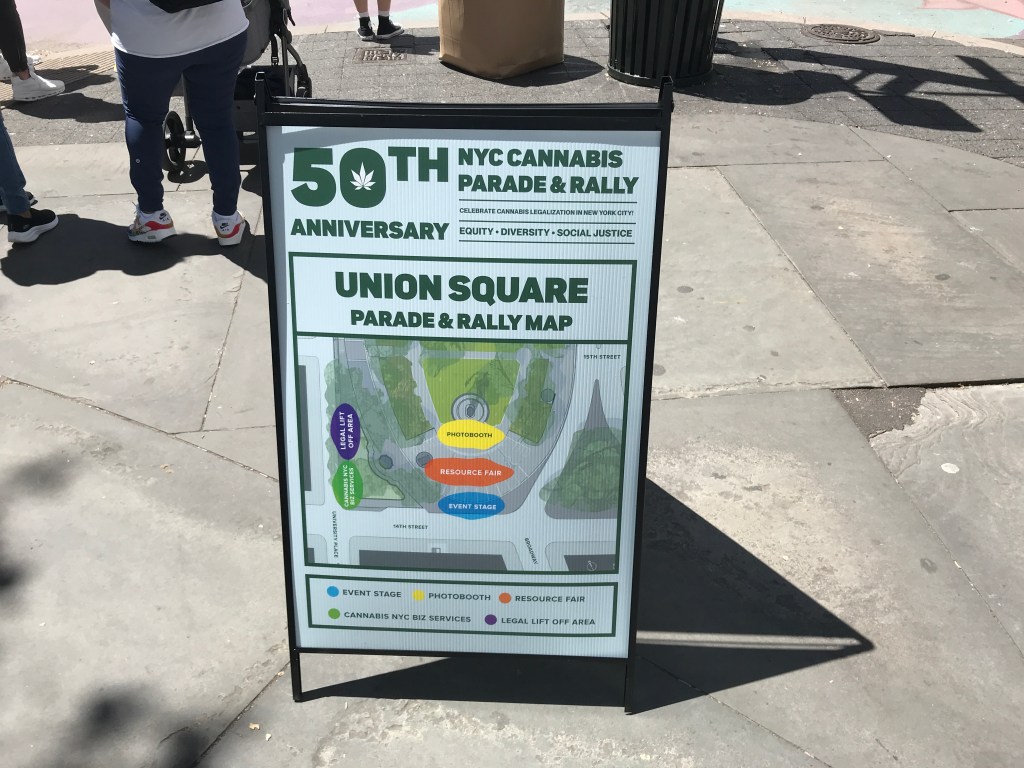 50TH
ANNIVERSARY
NYC CANNABIS
PARADE & RALLY
CELEBRATE CANNABIS LEGALIZATION IN NEW YORK CITY!
EQUITY • DIVERSITY • SOCIAL JUSTICE
UNION SQUARE
PARADE & RALLY MAP
15TH STREET
LEGAL LIFT
OFF AREA
PHOTOBOOTH
CANNABIS NYC
BIZ SERVICES
RESOURCE FAIR
EVENT STAGE
UNIVERSITY PLACE
14TH STREET
BROADWAY
EVENT STAGE
PHOTOBOOTH
RESOURCE FAIR
CANNABIS NYC BIZ SERVICES
LEGAL LIFT OFF AREA